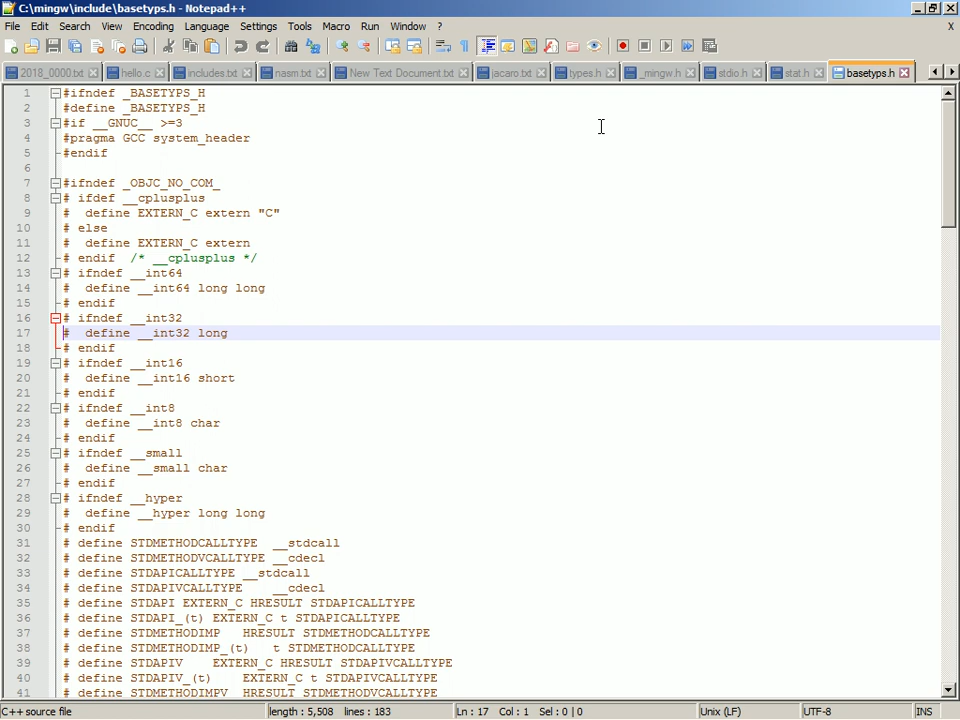 C:\mingw\include\basetyps.h - Notepad++
File Edit Search View Encoding Language Settings Tools Macro Run Window ? X
2018_0000.txt hello.c includes.txt nasm.txt New Text Document.txt jacaro.txt types.h _mingw.h stdio.h stat.h basetyps.h
1 #ifndef _BASETYPS_H
2 #define _BASETYPS_H
3 #if __GNUC__ >=3
4 #pragma GCC system_header
5 #endif
6
7 #ifndef _OBJC_NO_COM_
8 # ifdef __cplusplus
9 #  define EXTERN_C extern "C"
10 # else
11 #  define EXTERN_C extern
12 # endif  /* __cplusplus */
13 # ifndef __int64
14 #  define __int64 long long
15 # endif
16 # ifndef __int32
17 #  define __int32 long
18 # endif
19 # ifndef __int16
20 #  define __int16 short
21 # endif
22 # ifndef __int8
23 #  define __int8 char
24 # endif
25 # ifndef __small
26 #  define __small char
27 # endif
28 # ifndef __hyper
29 #  define __hyper long long
30 # endif
31 # define STDMETHODCALLTYPE  __stdcall
32 # define STDMETHODVCALLTYPE __cdecl
33 # define STDAPICALLTYPE __stdcall
34 # define STDAPIVCALLTYPE    __cdecl
35 # define STDAPI EXTERN_C HRESULT STDAPICALLTYPE
36 # define STDAPI_(t) EXTERN_C t STDAPICALLTYPE
37 # define STDMETHODIMP   HRESULT STDMETHODCALLTYPE
38 # define STDMETHODIMP_(t)   t STDMETHODCALLTYPE
39 # define STDAPIV    EXTERN_C HRESULT STDAPIVCALLTYPE
40 # define STDAPIV_(t)    EXTERN_C t STDAPIVCALLTYPE
41 # define STDMETHODIMPV  HRESULT STDMETHODVCALLTYPE
C++ source file length : 5,508 lines : 183 Ln : 17 Col : 1 Sel : 0 | 0 Unix (LF) UTF-8 INS